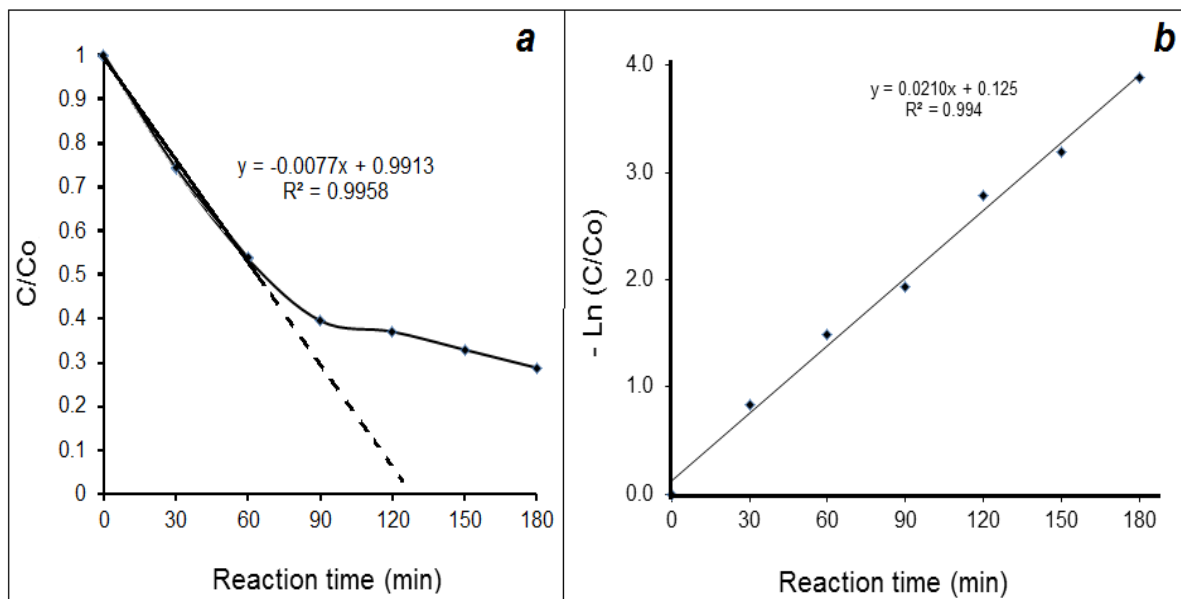 a
1
0.9
0.8
0.7
0.6
0.5
0.4
0.3
0.2
0.1
0
y = -0.0077x + 0.9913
R² = 0.9958
C/Co
0 30 60 90 120 150 180
Reaction time (min)
b
4.0
3.0
2.0
1.0
0.0
y = 0.0210x + 0.125
R² = 0.994
- Ln (C/Co)
0 30 60 90 120 150 180
Reaction time (min)